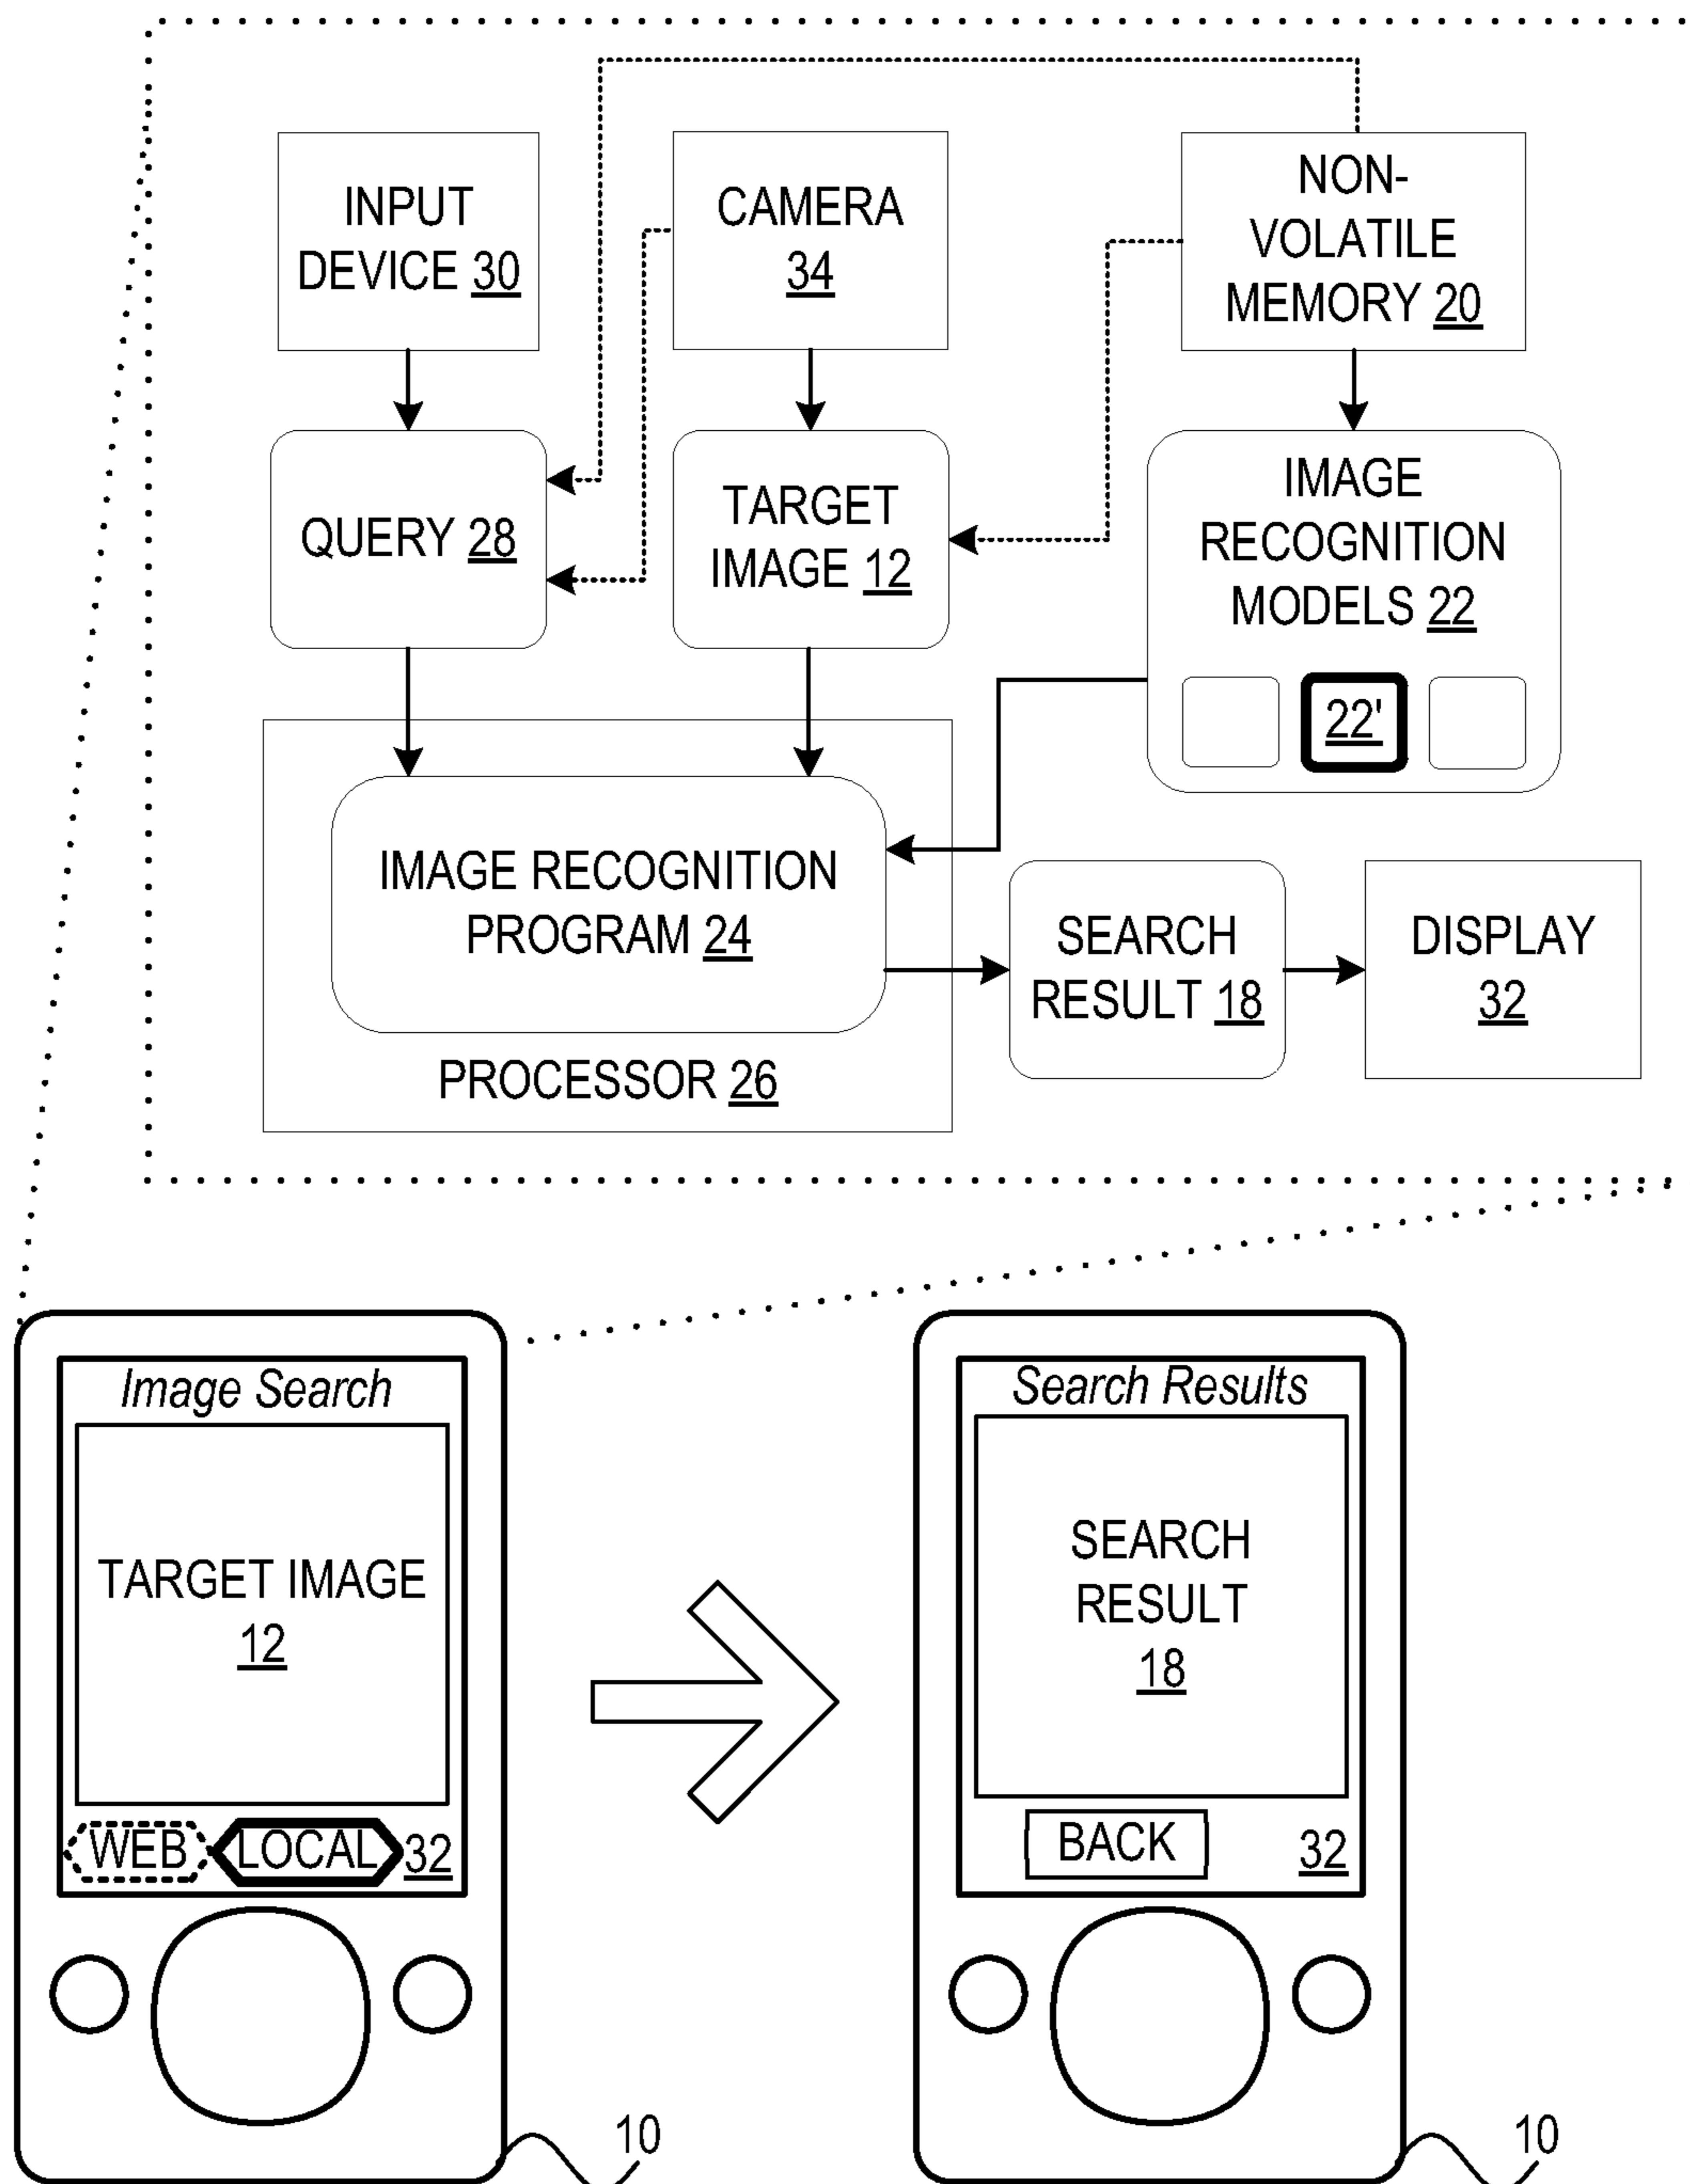 INPUT
DEVICE 30
CAMERA
34
NON-
VOLATILE
MEMORY 20
QUERY 28
TARGET
IMAGE 12
IMAGE
RECOGNITION
MODELS 22
22'
IMAGE RECOGNITION
PROGRAM 24
PROCESSOR 26
SEARCH
RESULT 18
DISPLAY
32
Image Search
TARGET IMAGE
12
WEB LOCAL 32
10
Search Results
SEARCH
RESULT
18
BACK 32
10